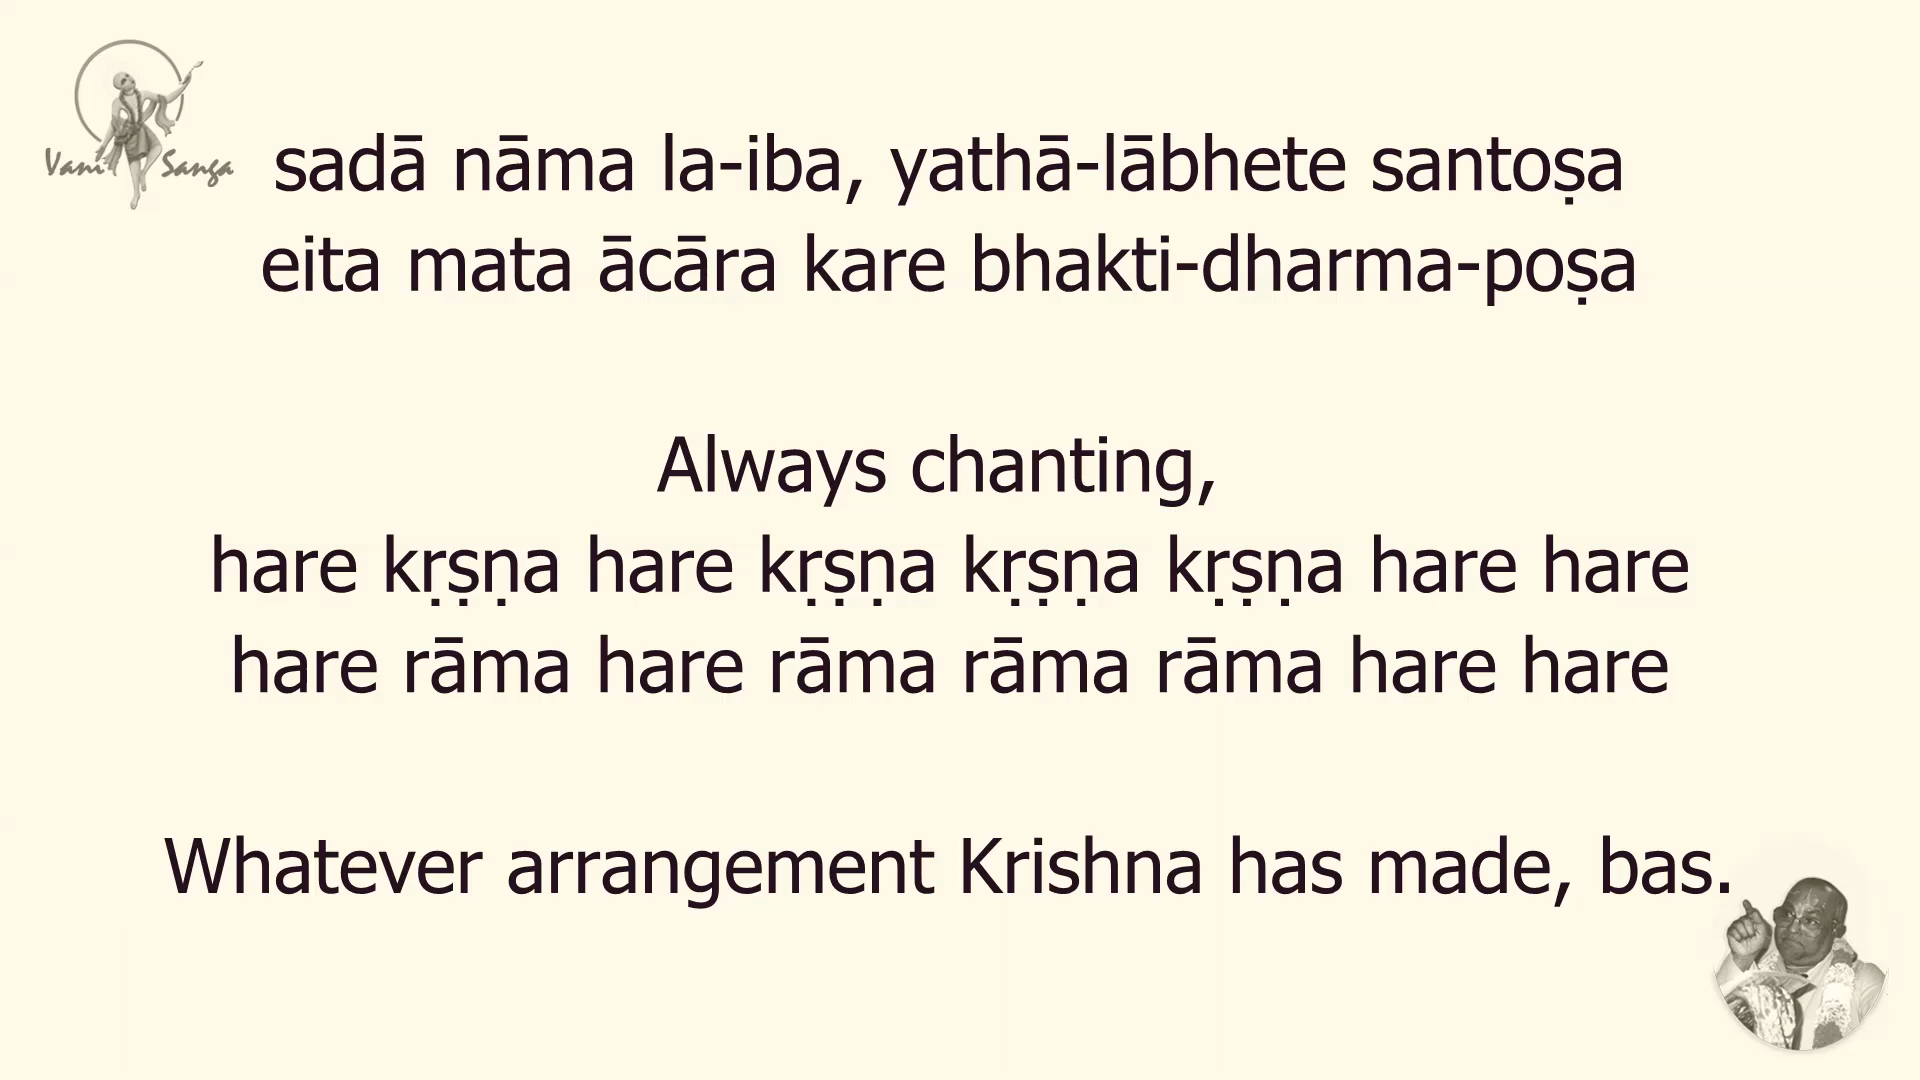 Vani Sanga
sadā nāma la-iba, yathā-lābhete santoṣa
eita mata ācāra kare bhakti-dharma-poṣa
Always chanting,
hare kṛṣṇa hare kṛṣṇa kṛṣṇa kṛṣṇa hare hare
hare rāma hare rāma rāma rāma hare hare
Whatever arrangement Krishna has made, bas.